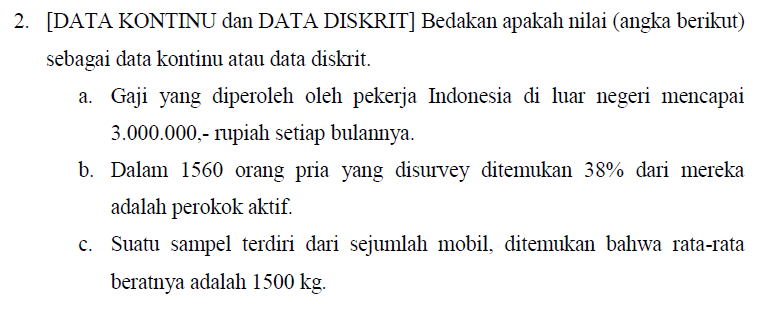 2. [DATA KONTINU dan DATA DISKRIT] Bedakan apakah nilai (angka berikut)
sebagai data kontinu atau data diskrit.
a. Gaji yang diperoleh oleh pekerja Indonesia di luar negeri mencapai
3.000.000,- rupiah setiap bulannya.
b. Dalam 1560 orang pria yang disurvey ditemukan 38% dari mereka
adalah perokok aktif.
c. Suatu sampel terdiri dari sejumlah mobil, ditemukan bahwa rata-rata
beratnya adalah 1500 kg.